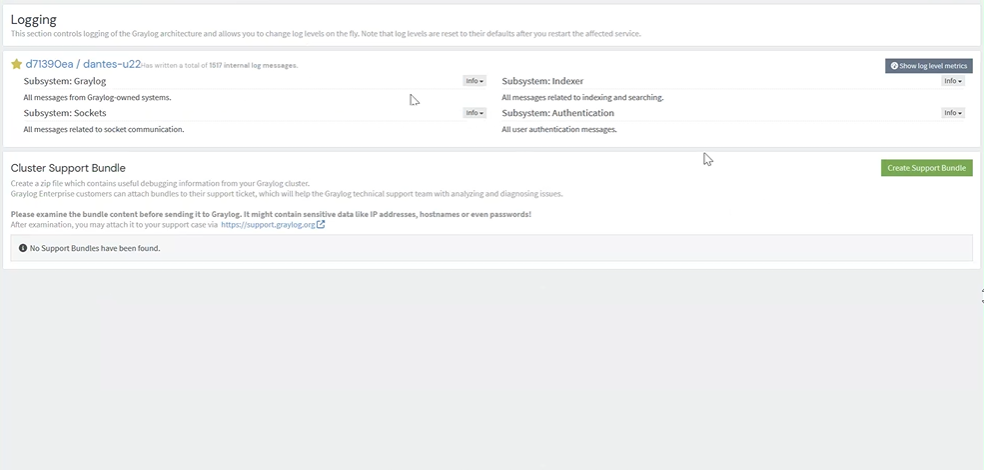 Logging
This section controls logging of the Graylog architecture and allows you to change log levels on the fly. Note that log levels are reset to their defaults after you restart the affected service.
d71390ea / dantes-u22 Has written a total of 1517 internal log messages.
Show log level metrics
Subsystem: Graylog
Info
All messages from Graylog-owned systems.
Subsystem: Indexer
Info
All messages related to indexing and searching.
Subsystem: Sockets
Info
All messages related to socket communication.
Subsystem: Authentication
Info
All user authentication messages.
Cluster Support Bundle
Create Support Bundle
Create a zip file which contains useful debugging information from your Graylog cluster.
Graylog Enterprise customers can attach bundles to their support ticket, which will help the Graylog technical support team with analyzing and diagnosing issues.
Please examine the bundle content before sending it to Graylog. It might contain sensitive data like IP addresses, hostnames or even passwords!
After examination, you may attach it to your support case via https://support.graylog.org
No Support Bundles have been found.